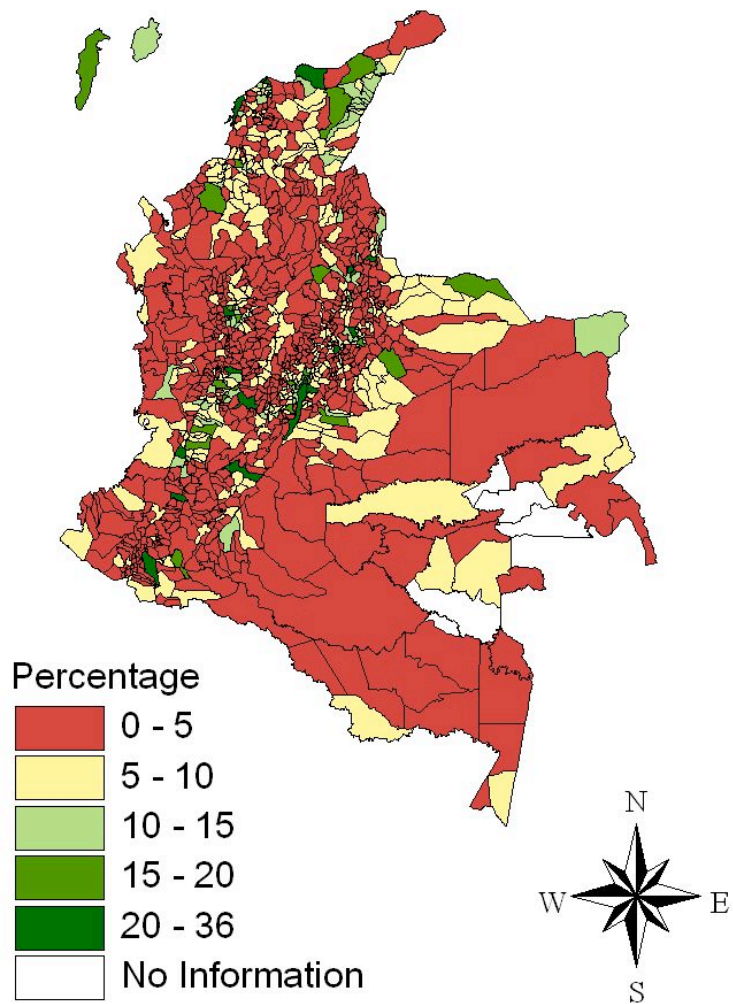 Percentage
0 - 5
5 - 10
10 - 15
15 - 20
20 - 36
No Information
N
W E
S